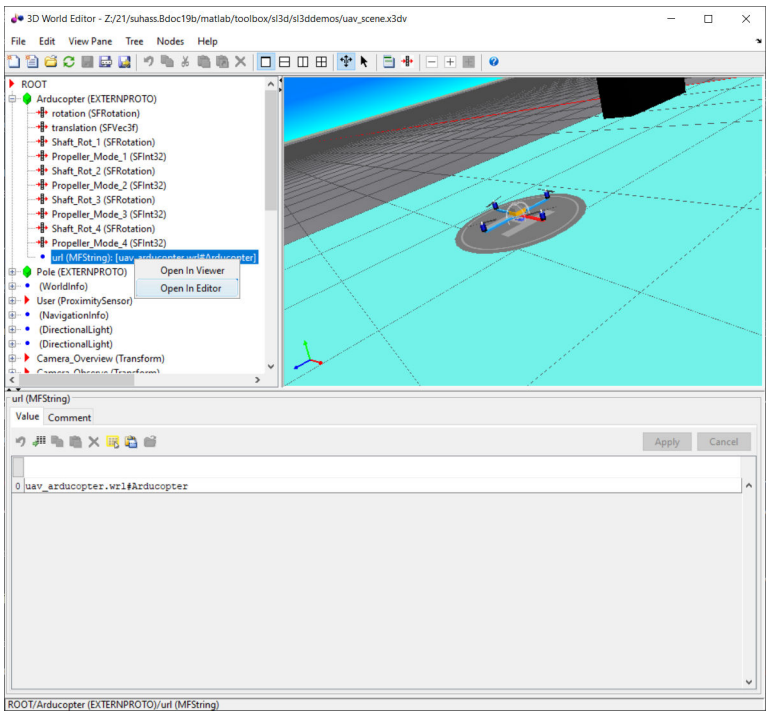 3D World Editor - Z:/21/suhass.Bdoc19b/matlab/toolbox/sl3d/sl3ddemos/uav_scene.x3dv
File Edit View Pane Tree Nodes Help
ROOT
Arducopter (EXTERNPROTO)
rotation (SFRotation)
translation (SFVec3f)
Shaft_Rot_1 (SFRotation)
Propeller_Mode_1 (SFInt32)
Shaft_Rot_2 (SFRotation)
Propeller_Mode_2 (SFInt32)
Shaft_Rot_3 (SFRotation)
Propeller_Mode_3 (SFInt32)
Shaft_Rot_4 (SFRotation)
Propeller_Mode_4 (SFInt32)
url (MFString): [uav_arducopter.wrl#Arducopter]
Pole (EXTERNPROTO)
Open In Viewer
(WorldInfo)
Open In Editor
User (ProximitySensor)
(NavigationInfo)
(DirectionalLight)
(DirectionalLight)
Camera_Overview (Transform)
Camera_Observe (Transform)
H
url (MFString)
Value Comment
Apply Cancel
0 uav_arducopter.wrl#Arducopter
ROOT/Arducopter (EXTERNPROTO)/url (MFString)